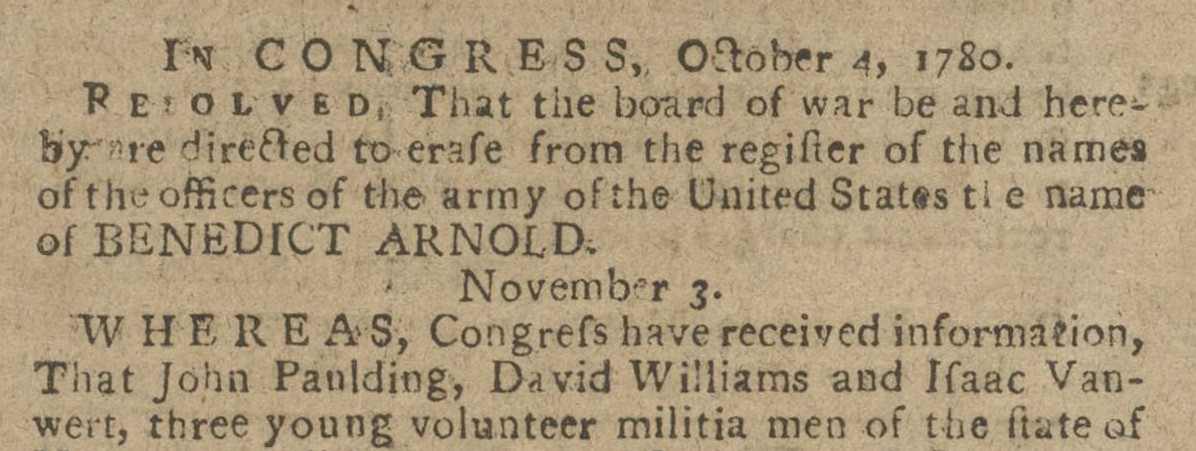 IN CONGRESS, October 4, 1780.
RESOLVED, That the board of war be and here-
by are directed to eraſe from the regiſter of the names
of the officers of the army of the United States the name
of BENEDICT ARNOLD.
November 3.
WHEREAS, Congreſs have received information,
That John Paulding, David Williams and Iſaac Van-
wert, three young volunteer militia men of the ſtate of